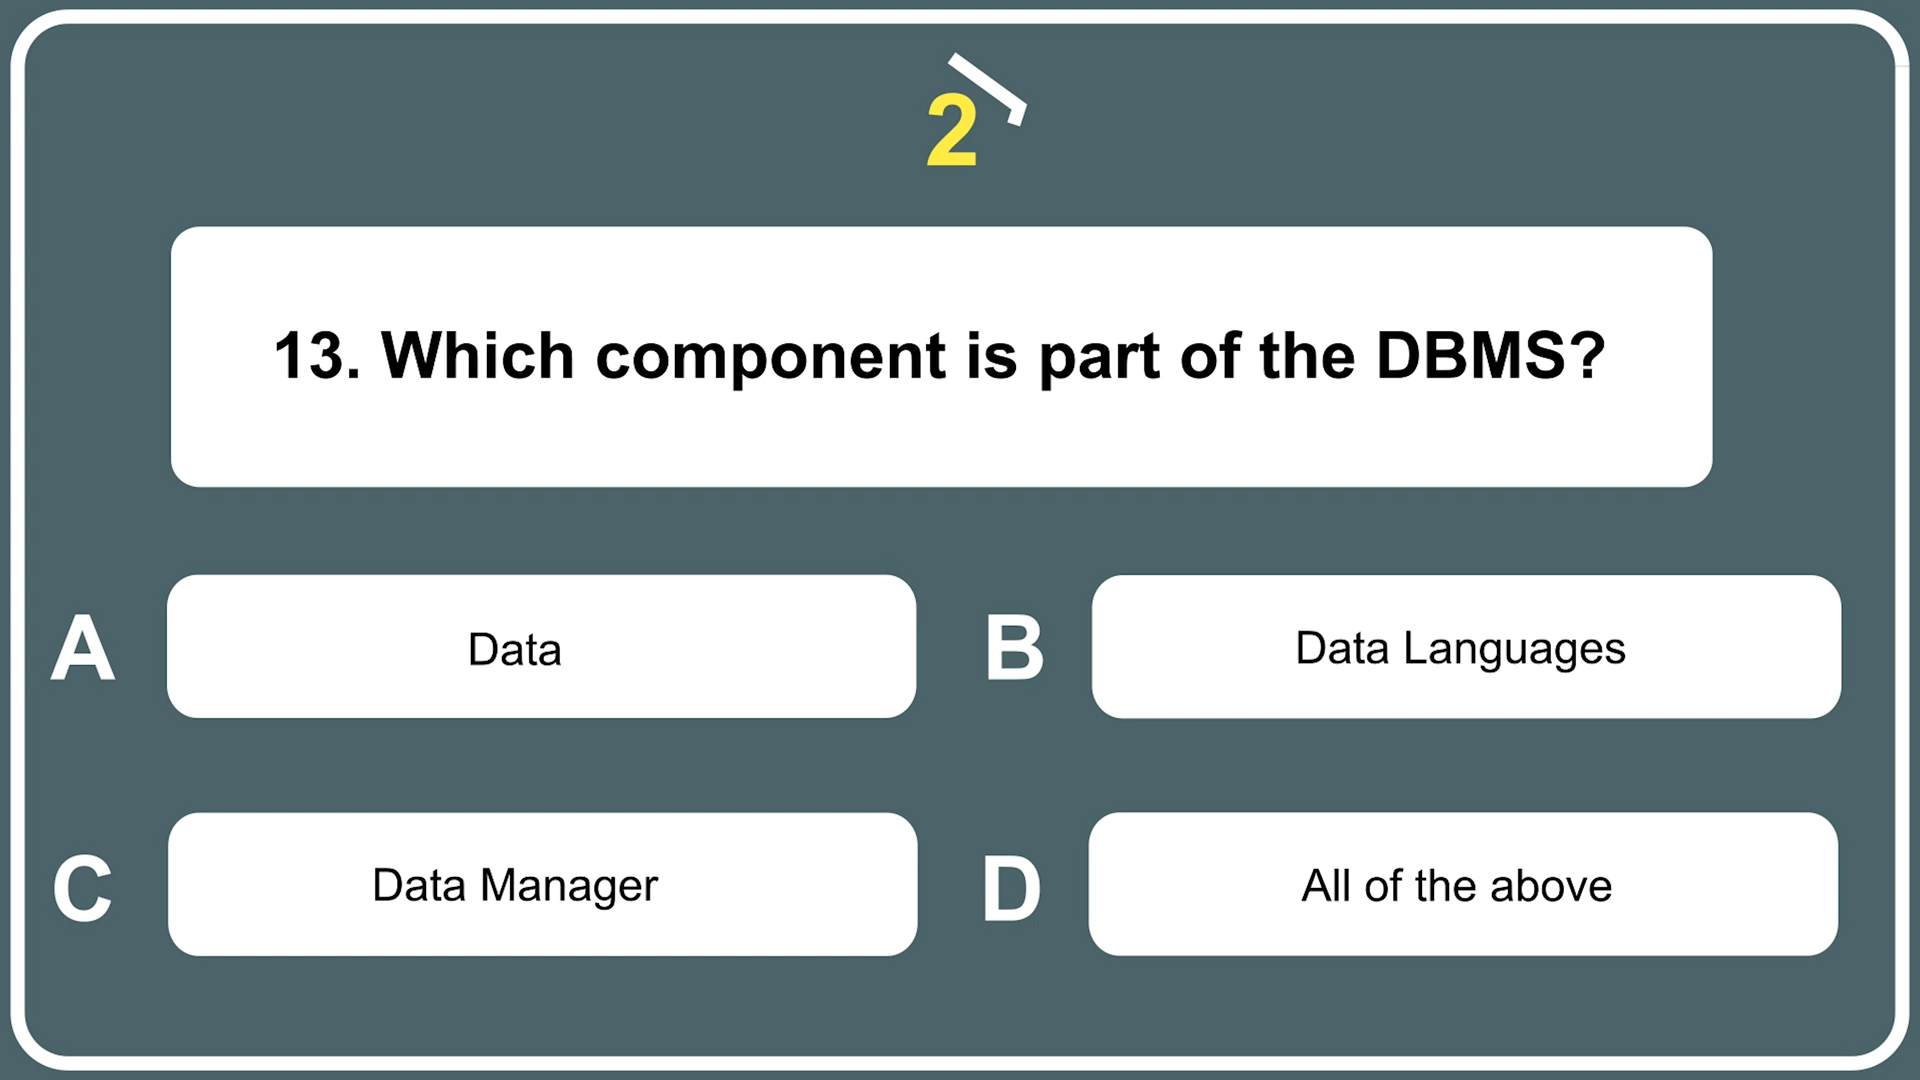 2
13. Which component is part of the DBMS?
A
Data
B
Data Languages
C
Data Manager
D
All of the above